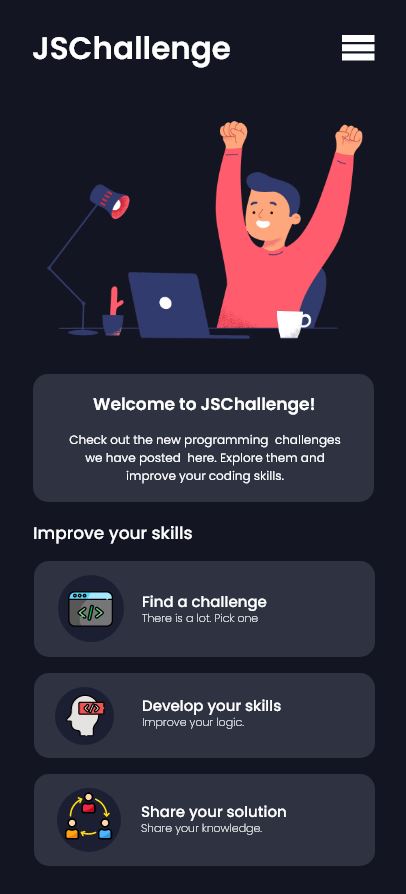 JSChallenge
Welcome to JSChallenge!
Check out the new programming challenges
we have posted here. Explore them and
improve your coding skills.
Improve your skills
</>
Find a challenge
There is a lot. Pick one
</>
Develop your skills
Improve your logic.
Share your solution
Share your knowledge.